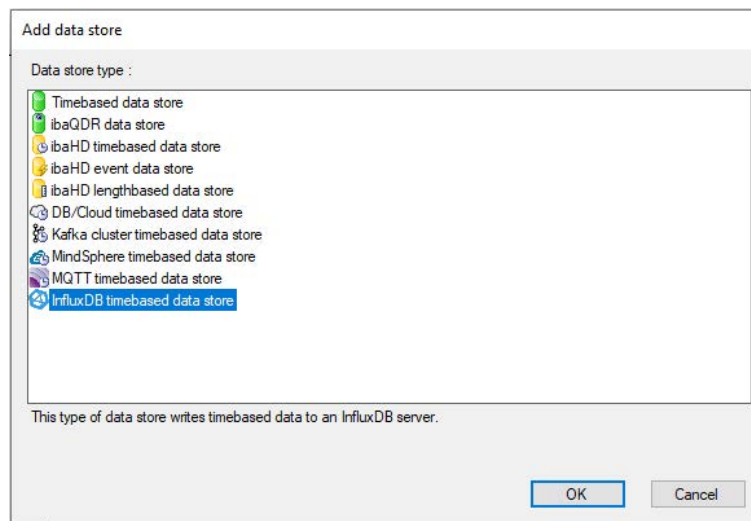 Add data store
Data store type :
Timebased data store
ibaQDR data store
ibaHD timebased data store
ibaHD event data store
ibaHD lengthbased data store
DB/Cloud timebased data store
Kafka cluster timebased data store
MindSphere timebased data store
MQTT timebased data store
InfluxDB timebased data store
This type of data store writes timebased data to an InfluxDB server.
OK Cancel